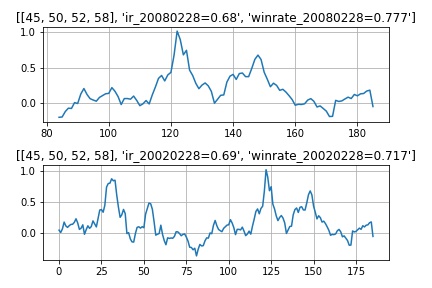 [[45, 50, 52, 58], 'ir_20080228=0.68', 'winrate_20080228=0.777']
1.0
0.5
0.0
80 100 120 140 160 180
[[45, 50, 52, 58], 'ir_20020228=0.69', 'winrate_20020228=0.717']
1.0
0.5
0.0
0 25 50 75 100 125 150 175